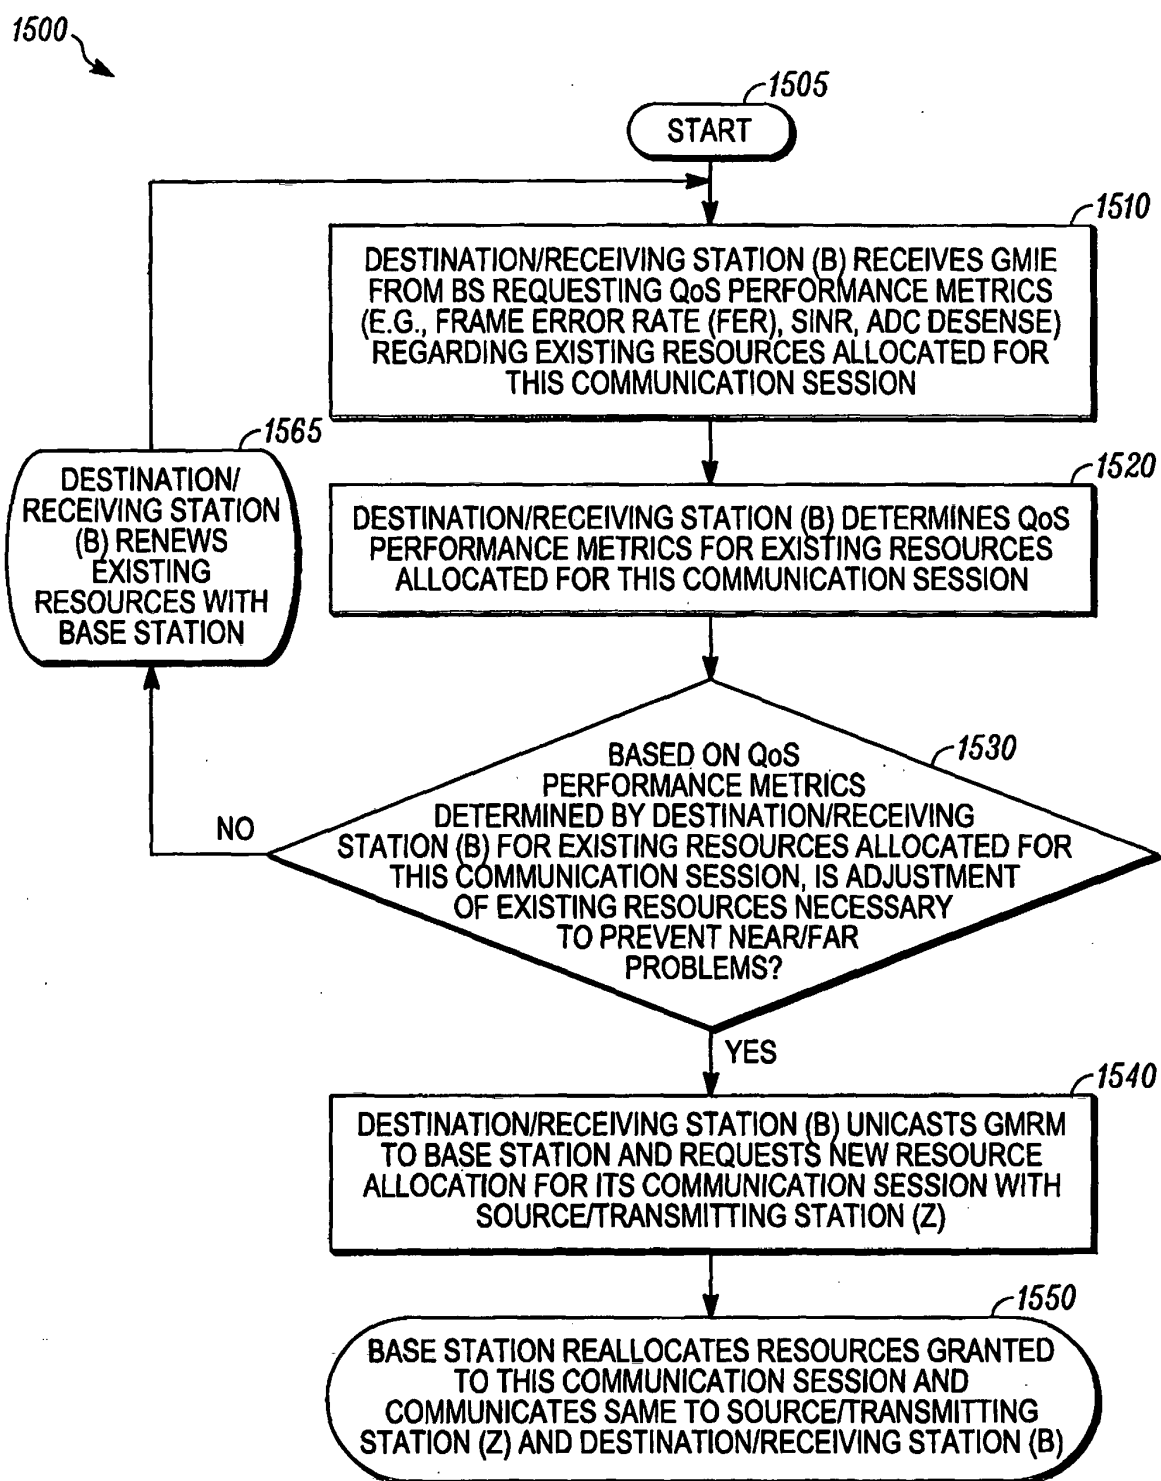 1500
1505
START
1510
DESTINATION/RECEIVING STATION (B) RECEIVES GMIE
FROM BS REQUESTING QoS PERFORMANCE METRICS
(E.G., FRAME ERROR RATE (FER), SINR, ADC DESENSE)
REGARDING EXISTING RESOURCES ALLOCATED FOR
THIS COMMUNICATION SESSION
1565
DESTINATION/
RECEIVING STATION
(B) RENEWS
EXISTING
RESOURCES WITH
BASE STATION
1520
DESTINATION/RECEIVING STATION (B) DETERMINES QoS
PERFORMANCE METRICS FOR EXISTING RESOURCES
ALLOCATED FOR THIS COMMUNICATION SESSION
1530
BASED ON QoS
PERFORMANCE METRICS
DETERMINED BY DESTINATION/RECEIVING
STATION (B) FOR EXISTING RESOURCES ALLOCATED FOR
THIS COMMUNICATION SESSION, IS ADJUSTMENT
OF EXISTING RESOURCES NECESSARY
TO PREVENT NEAR/FAR
PROBLEMS?
NO
YES
1540
DESTINATION/RECEIVING STATION (B) UNICASTS GMRM
TO BASE STATION AND REQUESTS NEW RESOURCE
ALLOCATION FOR ITS COMMUNICATION SESSION WITH
SOURCE/TRANSMITTING STATION (Z)
1550
BASE STATION REALLOCATES RESOURCES GRANTED
TO THIS COMMUNICATION SESSION AND
COMMUNICATES SAME TO SOURCE/TRANSMITTING
STATION (Z) AND DESTINATION/RECEIVING STATION (B)